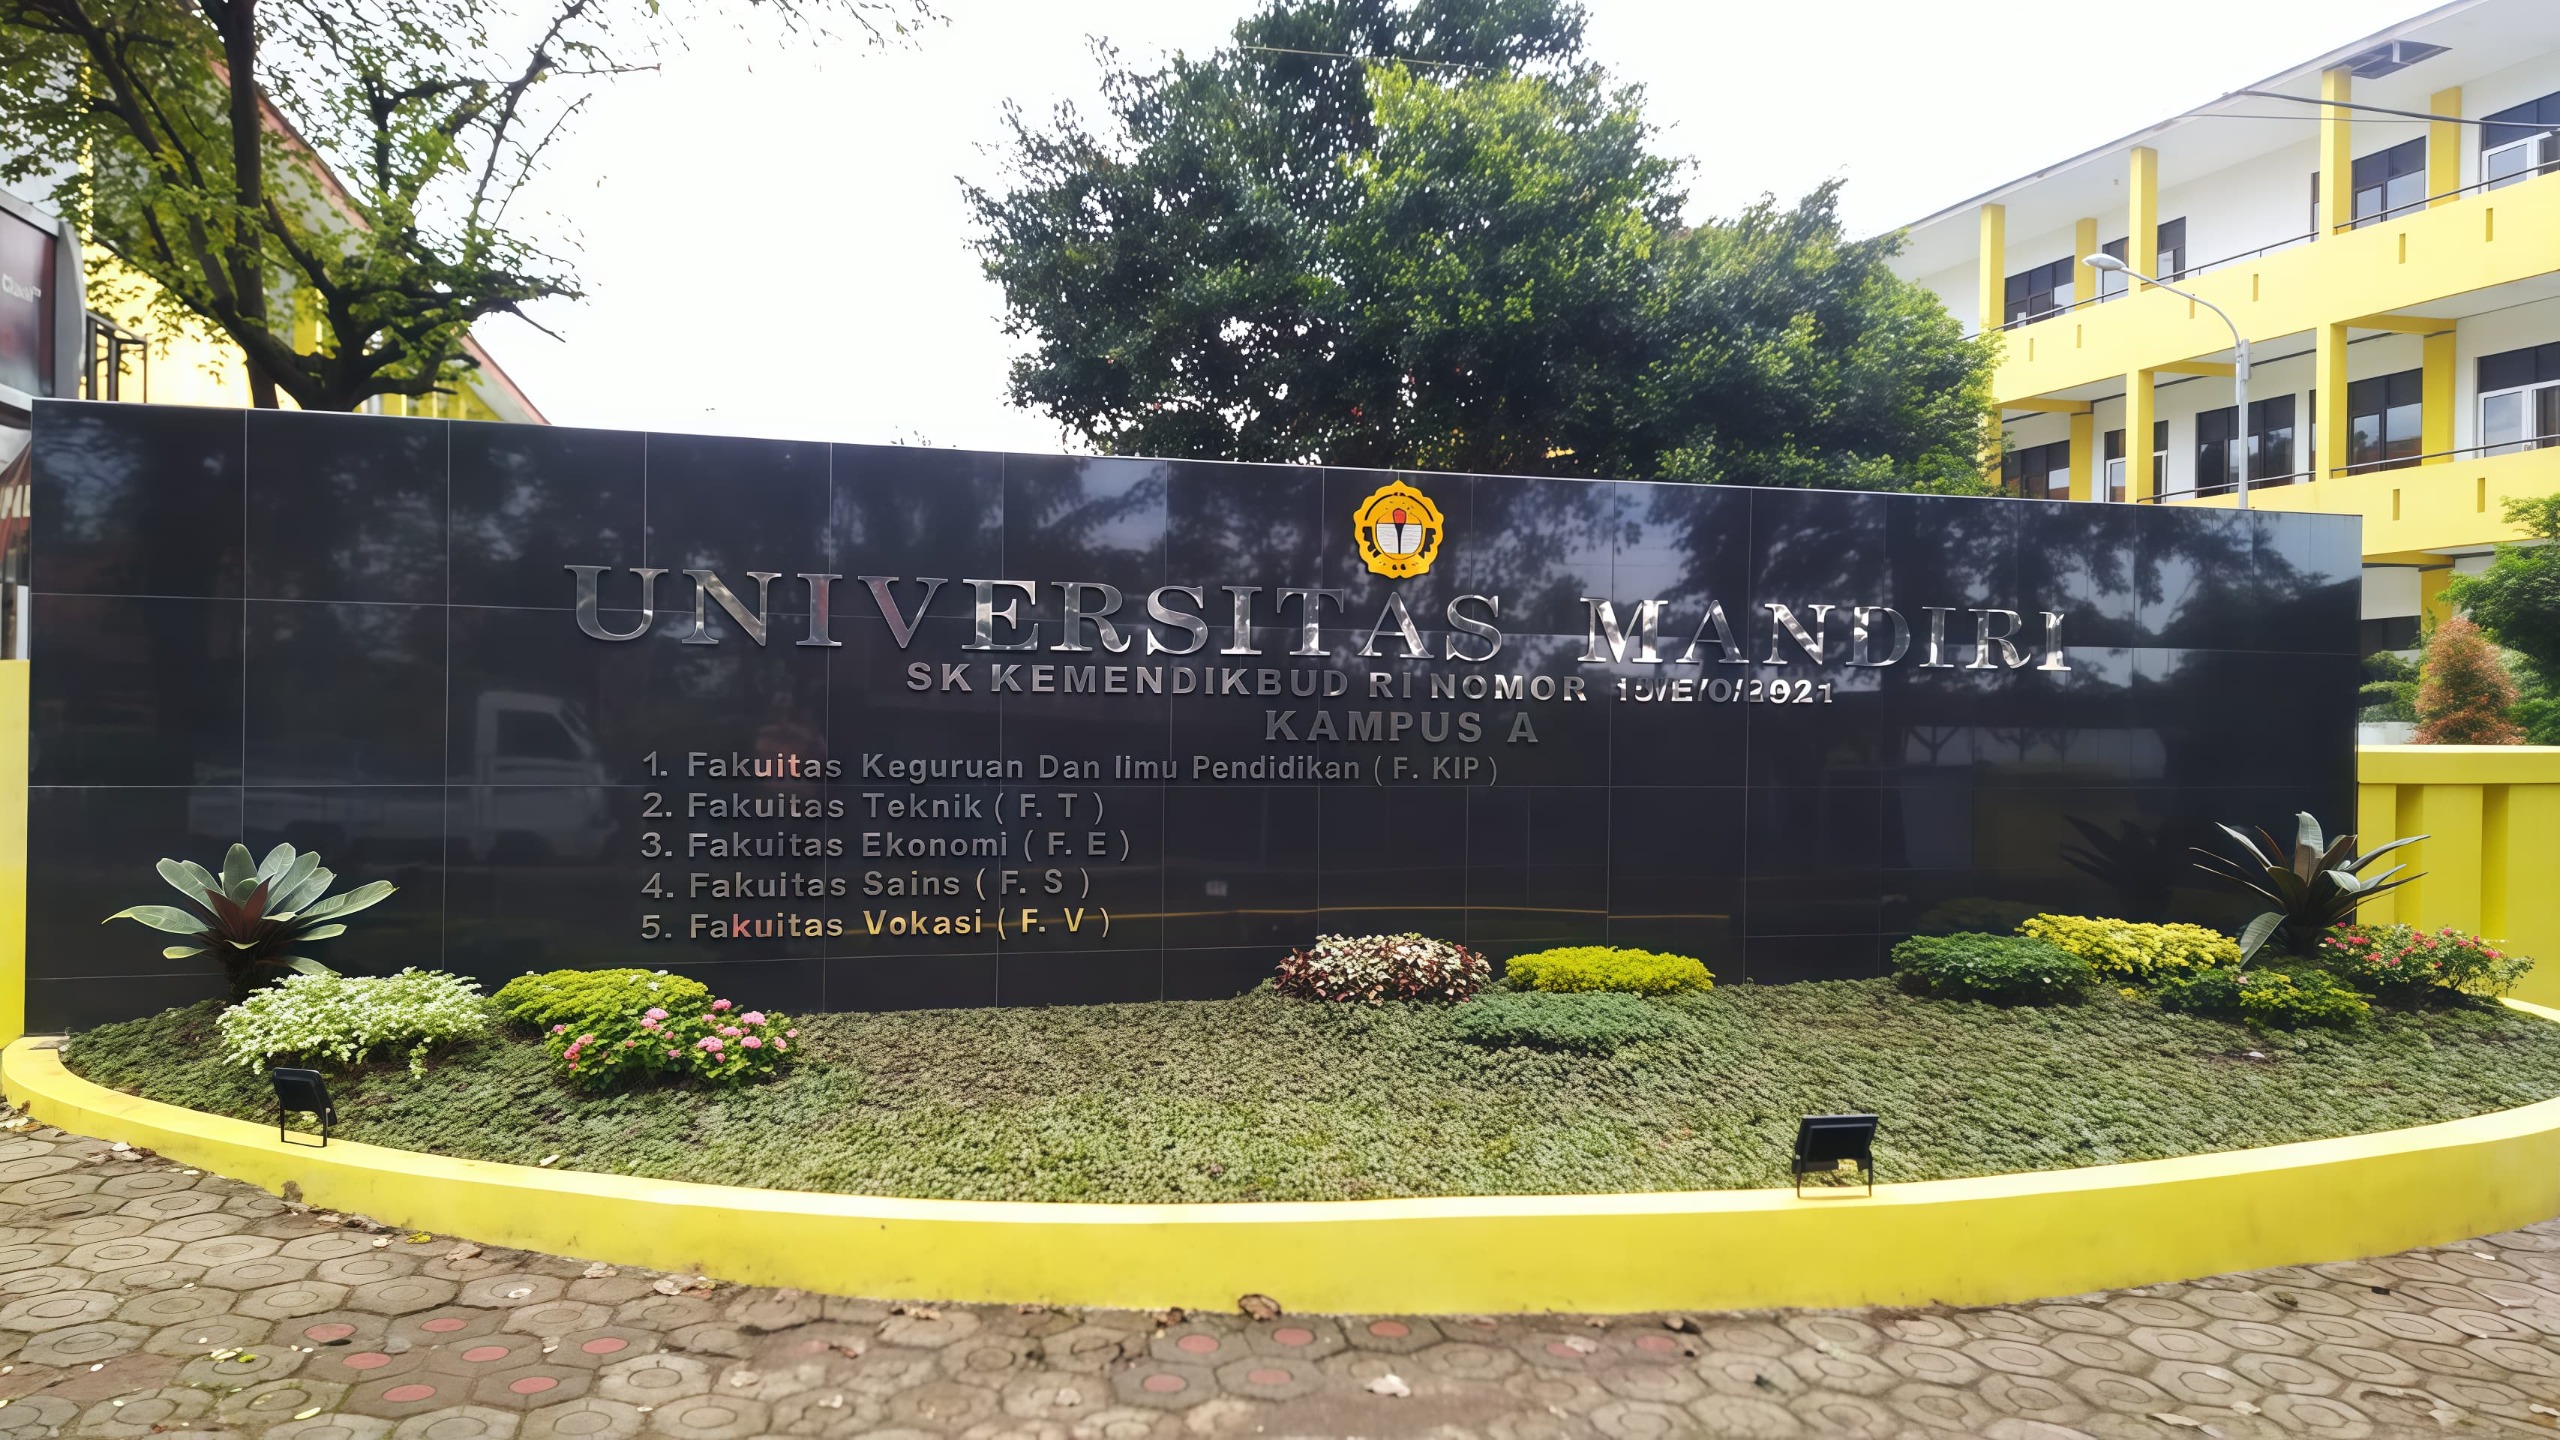 UNIVERSITAS MANDIRI
SK KEMENDIKBUD RI NOMOR
KAMPUS A
1. Fakuitas Keguruan Dan Ilmu Pendidikan ( F. KIP )
2. Fakuitas Teknik ( F. T )
3. Fakuitas Ekonomi ( F. E )
4. Fakuitas Sains ( F. S )
5. Fakuitas Vokasi ( F. V )